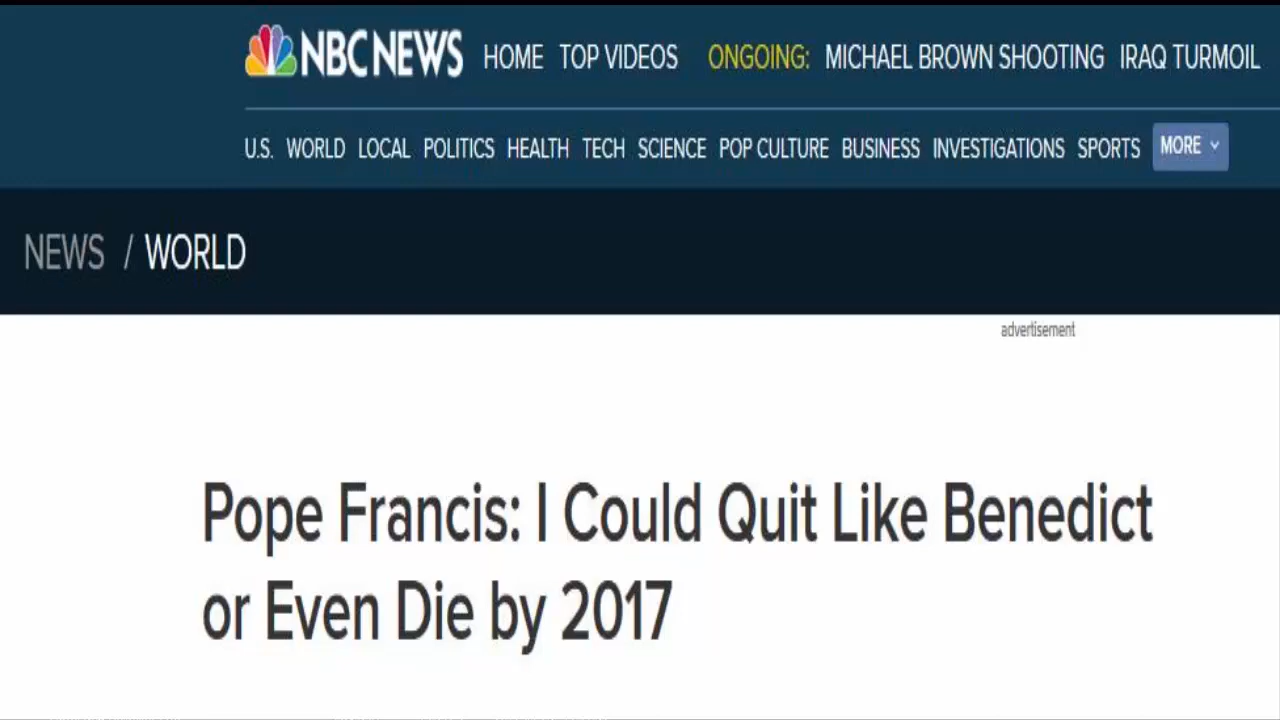 NBC NEWS HOME TOP VIDEOS ONGOING: MICHAEL BROWN SHOOTING IRAQ TURMOIL
U.S. WORLD LOCAL POLITICS HEALTH TECH SCIENCE POP CULTURE BUSINESS INVESTIGATIONS SPORTS MORE
NEWS / WORLD
advertisement
Pope Francis: I Could Quit Like Benedict
or Even Die by 2017